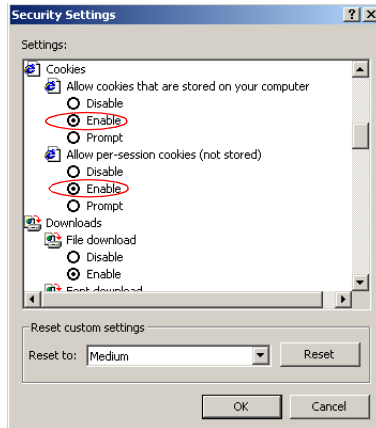 Security Settings
Settings:
Cookies
Allow cookies that are stored on your computer
Disable
Enable
Prompt
Allow per-session cookies (not stored)
Disable
Enable
Prompt
Downloads
File download
Disable
Enable
Font download
Reset custom settings
Reset to: Medium Reset
OK Cancel